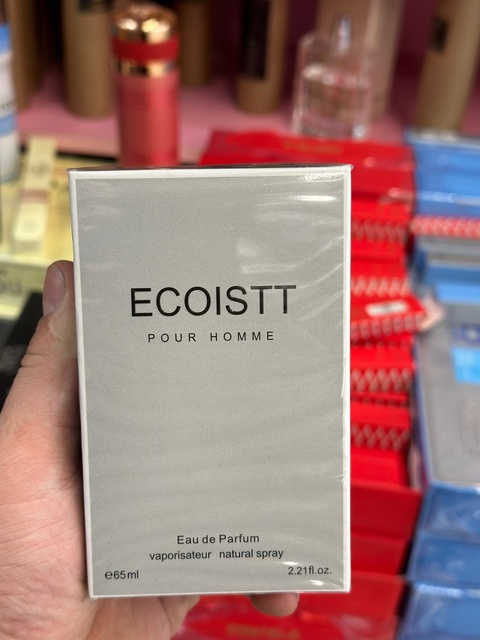 ECOISTT
POUR HOMME
Eau de Parfum
vaporisateur natural spray
℮65ml 2.21fl.oz.